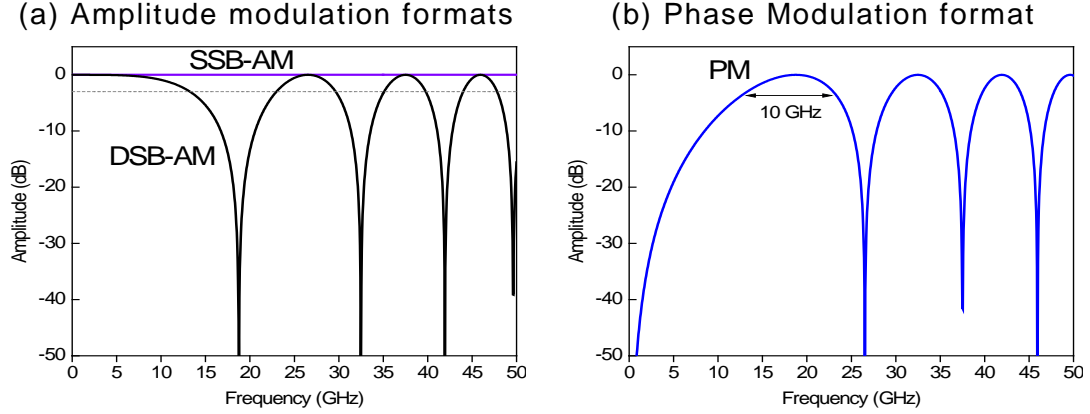 (a) Amplitude modulation formats
SSB-AM
DSB-AM
Amplitude (dB)
0
-10
-20
-30
-40
-50
0 5 10 15 20 25 30 35 40 45 50
Frequency (GHz)
(b) Phase Modulation format
PM
10 GHz
Amplitude (dB)
0
-10
-20
-30
-40
-50
0 5 10 15 20 25 30 35 40 45 50
Frequency (GHz)